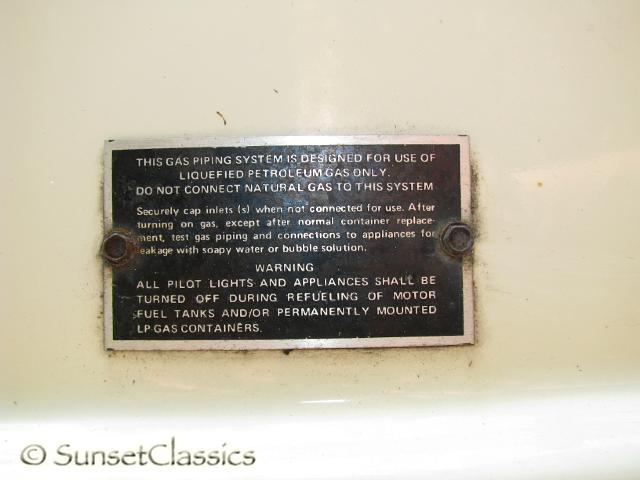 THIS GAS PIPING SYSTEM IS DESIGNED FOR USE OF
LIQUEFIED PETROLEUM GAS ONLY.
DO NOT CONNECT NATURAL GAS TO THIS SYSTEM
Securely cap inlets (s) when not connected for use. After
turning on gas, except after normal container replace-
ment, test gas piping and connections to appliances for
leakage with soapy water or bubble solution.
WARNING
ALL PILOT LIGHTS AND APPLIANCES SHALL BE
TURNED OFF DURING REFUELING OF MOTOR
FUEL TANKS AND/OR PERMANENTLY MOUNTED
LP-GAS CONTAINERS.
© SunsetClassics